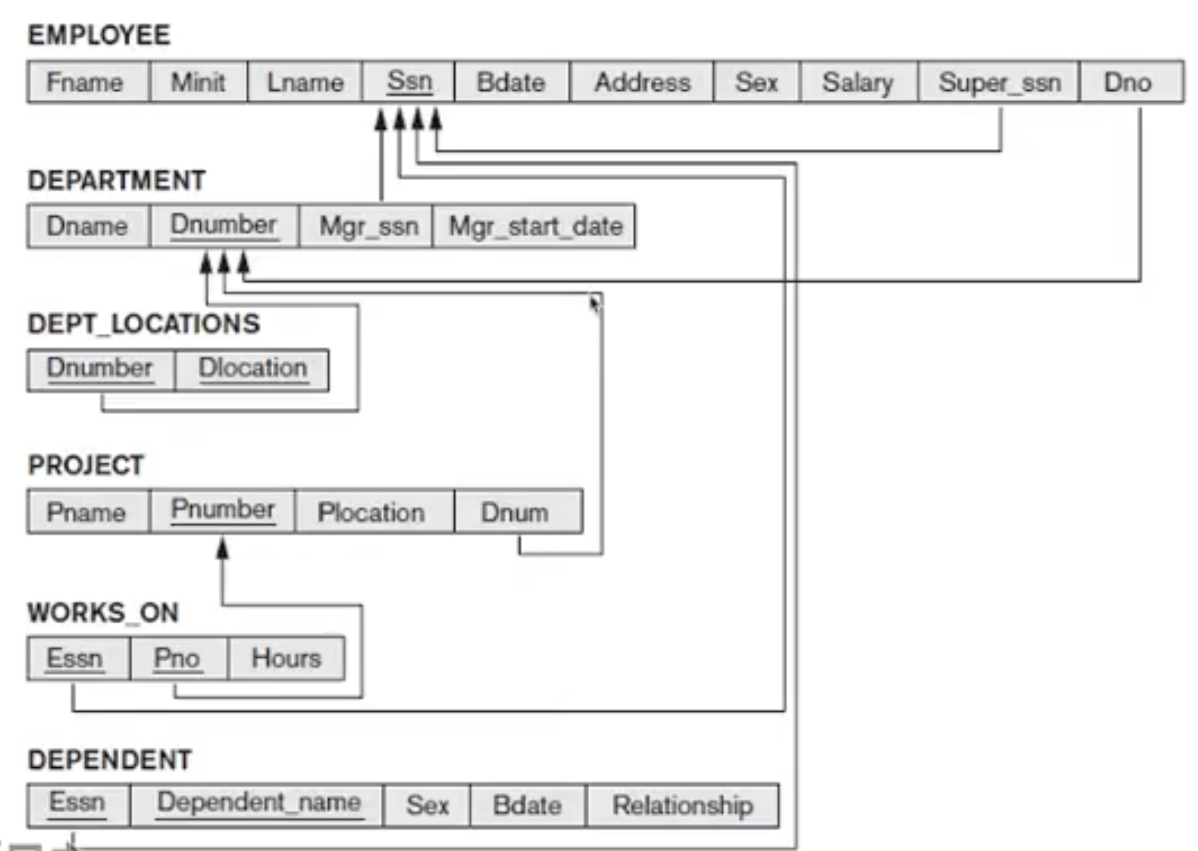 EMPLOYEE
Fname Minit Lname Ssn Bdate Address Sex Salary Super_ssn Dno
DEPARTMENT
Dname Dnumber Mgr_ssn Mgr_start_date
DEPT_LOCATIONS
Dnumber Dlocation
PROJECT
Pname Pnumber Plocation Dnum
WORKS_ON
Essn Pno Hours
DEPENDENT
Essn Dependent_name Sex Bdate Relationship